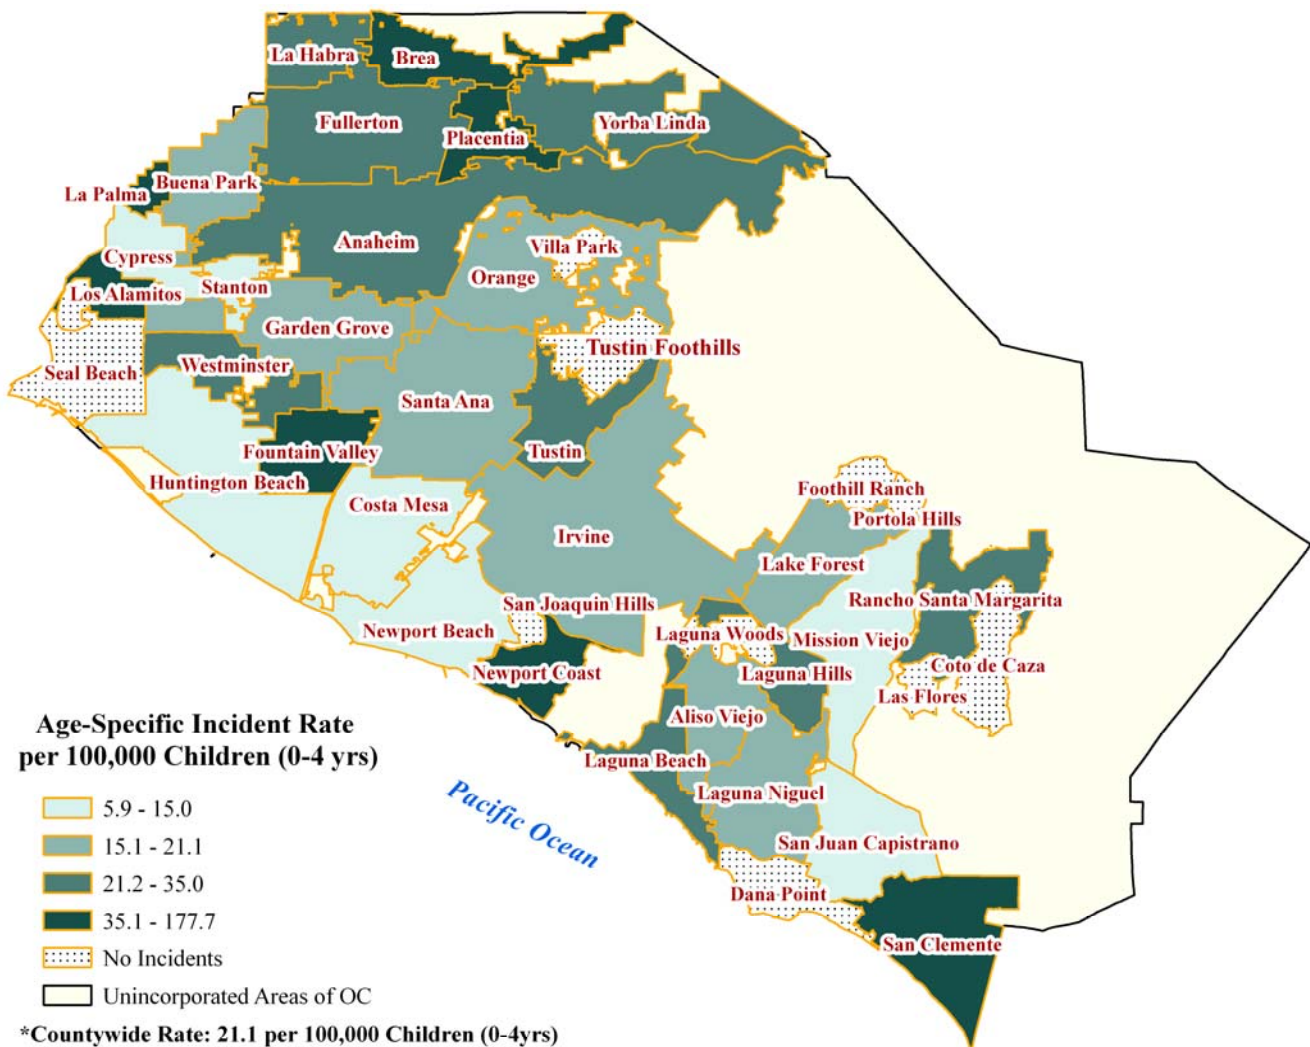 La Habra
Brea
Fullerton
Placentia
Yorba Linda
La Palma
Buena Park
Anaheim
Villa Park
Cypress
Orange
Los Alamitos
Stanton
Garden Grove
Tustin Foothills
Seal Beach
Westminster
Santa Ana
Fountain Valley
Tustin
Huntington Beach
Costa Mesa
Foothill Ranch
Portola Hills
Irvine
Lake Forest
San Joaquin Hills
Rancho Santa Margarita
Newport Beach
Laguna Woods
Mission Viejo
Newport Coast
Laguna Hills
Coto de Caza
Las Flores
Aliso Viejo
Laguna Beach
Laguna Niguel
San Juan Capistrano
Dana Point
San Clemente
Pacific Ocean
Age-Specific Incident Rate
per 100,000 Children (0-4 yrs)
5.9 - 15.0
15.1 - 21.1
21.2 - 35.0
35.1 - 177.7
No Incidents
Unincorporated Areas of OC
*Countywide Rate: 21.1 per 100,000 Children (0-4yrs)